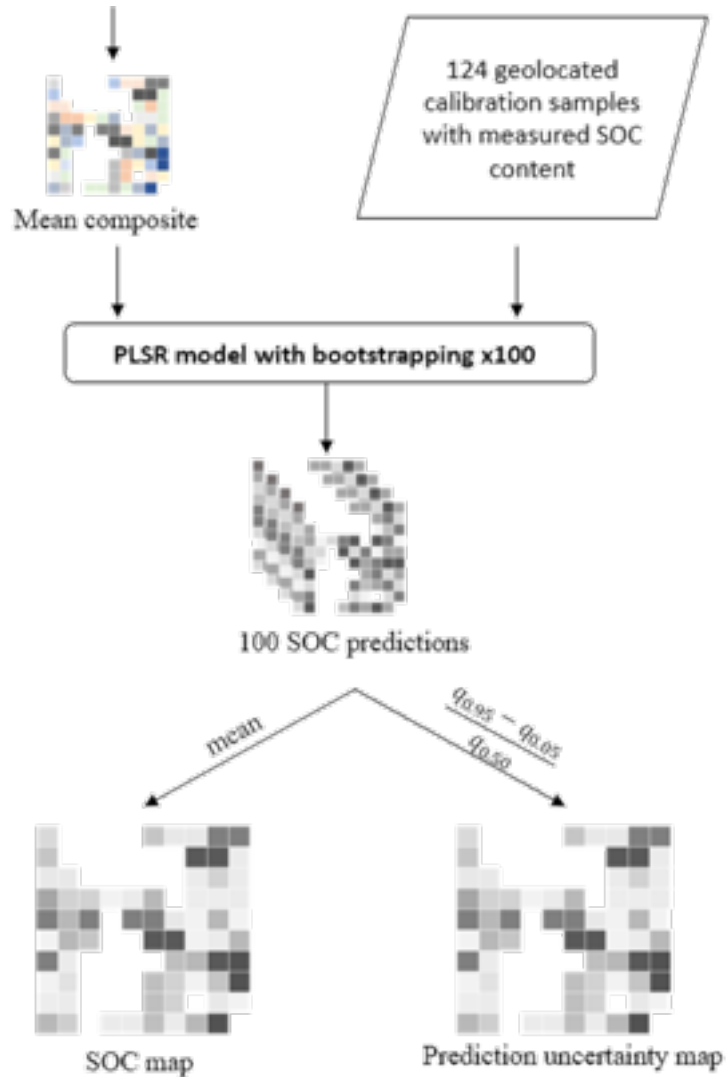 124 geolocated
calibration samples
with measured SOC
content
Mean composite
PLSR model with bootstrapping x100
100 SOC predictions
mean
q0.95 − q0.05
q0.50
SOC map
Prediction uncertainty map